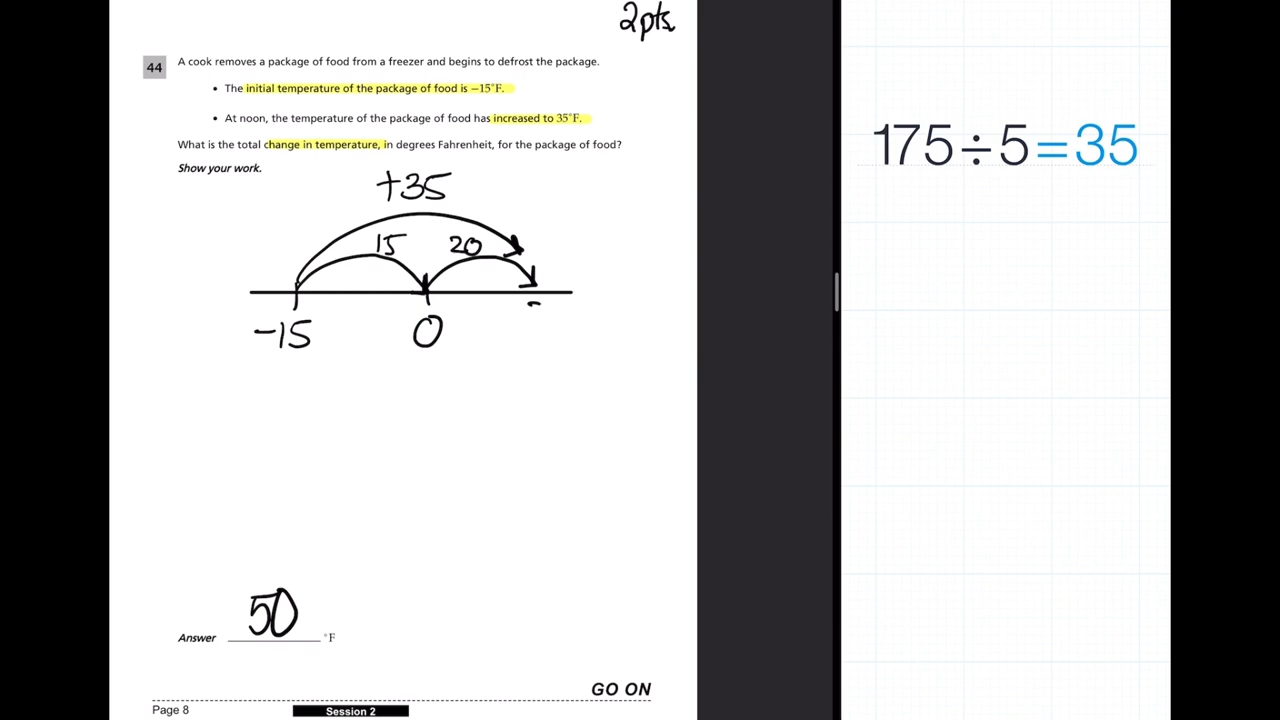 2pts.
44
A cook removes a package of food from a freezer and begins to defrost the package.
• The initial temperature of the package of food is −15°F.
• At noon, the temperature of the package of food has increased to 35°F.
What is the total change in temperature, in degrees Fahrenheit, for the package of food?
Show your work.
+35
15 20
-15 0
50
Answer ____________ °F
GO ON
Page 8 Session 2
175÷5=35